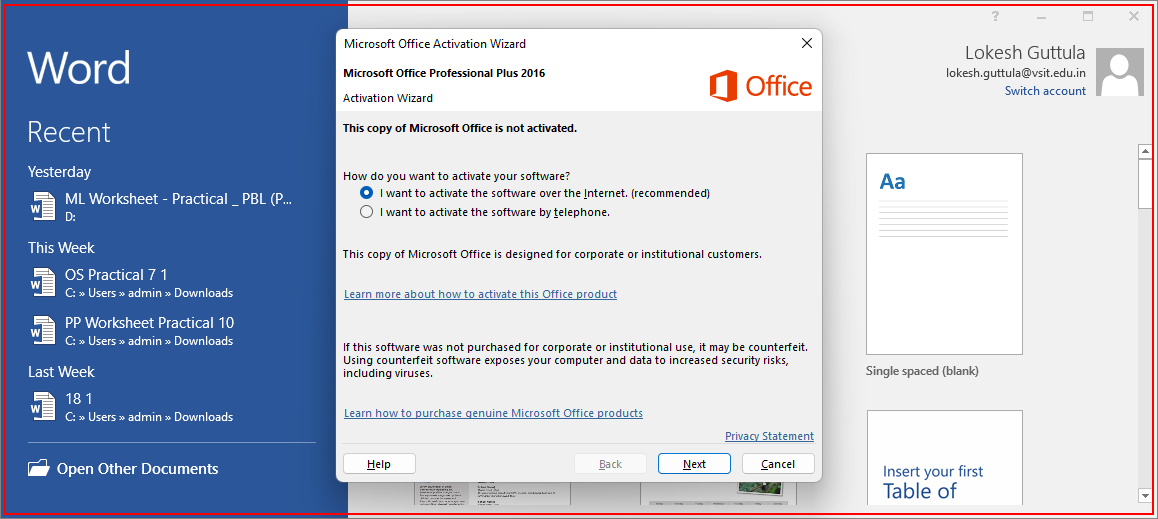 Word
Recent
Yesterday
ML Worksheet - Practical _ PBL (P...
D:
This Week
OS Practical 7 1
C: » Users » admin » Downloads
PP Worksheet Practical 10
C: » Users » admin » Downloads
Last Week
18 1
C: » Users » admin » Downloads
Open Other Documents
Microsoft Office Activation Wizard
Microsoft Office Professional Plus 2016
Activation Wizard
Office
This copy of Microsoft Office is not activated.
How do you want to activate your software?
I want to activate the software over the Internet. (recommended)
I want to activate the software by telephone.
This copy of Microsoft Office is designed for corporate or institutional customers.
Learn more about how to activate this Office product
If this software was not purchased for corporate or institutional use, it may be counterfeit.
Using counterfeit software exposes your computer and data to increased security risks,
including viruses.
Learn how to purchase genuine Microsoft Office products
Privacy Statement
Help
Back
Next
Cancel
?
Lokesh Guttula
lokesh.guttula@vsit.edu.in
Switch account
Aa
Single spaced (blank)
Insert your first
Table of